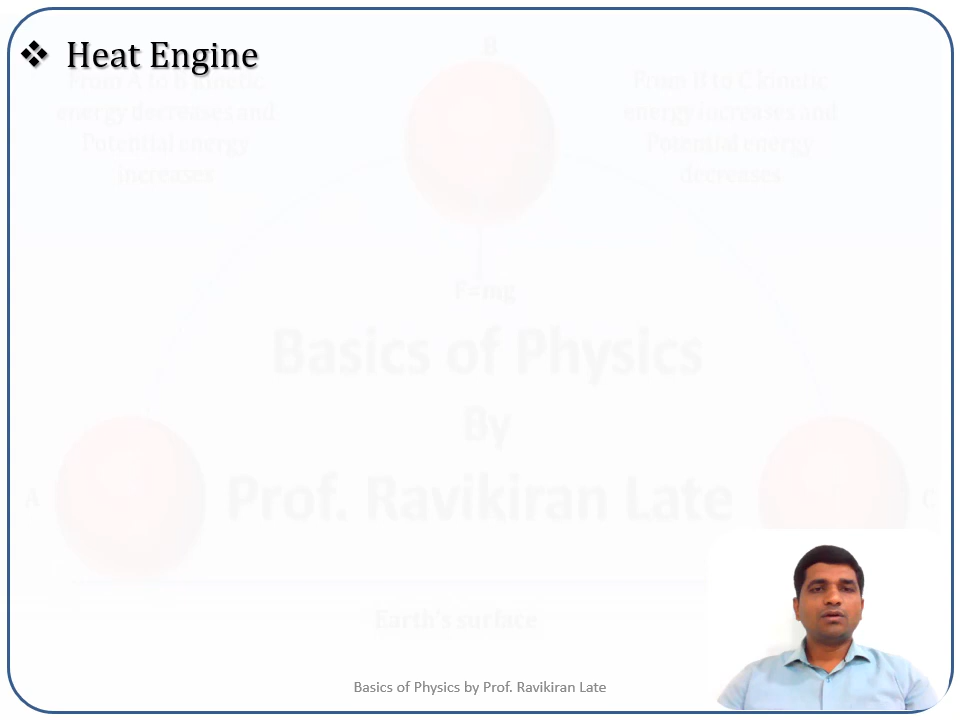 ❖ Heat Engine
B
From A to B kinetic
energy decreases and
Potential energy
increases
From B to C kinetic
energy increases and
Potential energy
decreases
F=mg
Basics of Physics
By
Prof. Ravikiran Late
A
C
Earth's surface
Basics of Physics by Prof. Ravikiran Late